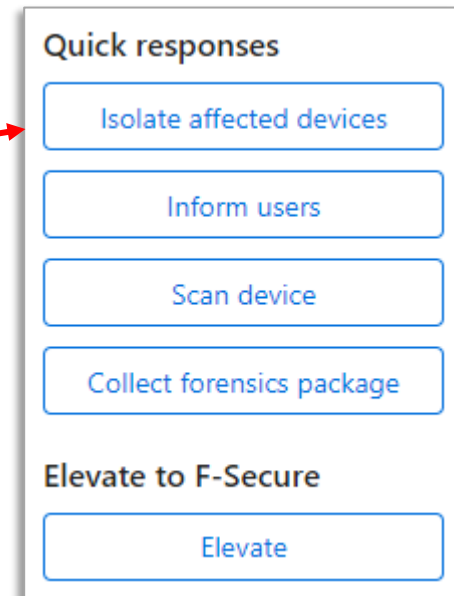 Quick responses
Isolate affected devices
Inform users
Scan device
Collect forensics package
Elevate to F-Secure
Elevate